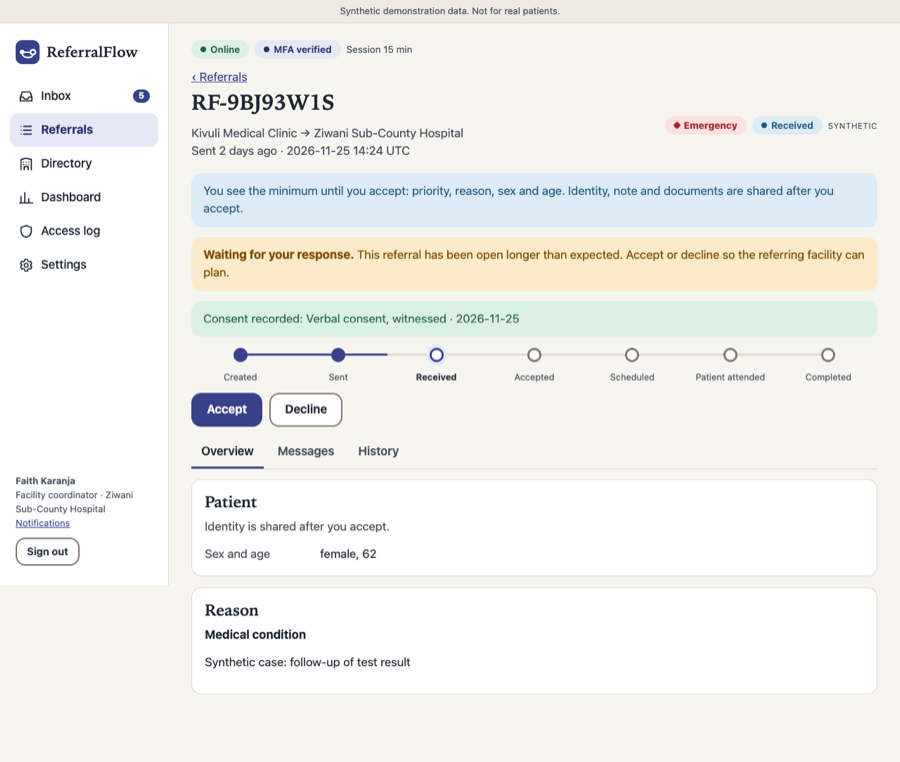 Synthetic demonstration data. Not for real patients.
ReferralFlow
Inbox 5
Referrals
Directory
Dashboard
Access log
Settings
Faith Karanja
Facility coordinator · Ziwani
Sub-County Hospital
Notifications
Sign out
Online MFA verified Session 15 min
‹ Referrals
RF-9BJ93W1S
Kivuli Medical Clinic → Ziwani Sub-County Hospital
Sent 2 days ago · 2026-11-25 14:24 UTC
Emergency Received SYNTHETIC
You see the minimum until you accept: priority, reason, sex and age. Identity, note and documents are shared after you
accept.
Waiting for your response. This referral has been open longer than expected. Accept or decline so the referring facility can
plan.
Consent recorded: Verbal consent, witnessed · 2026-11-25
Created Sent Received Accepted Scheduled Patient attended Completed
Accept Decline
Overview Messages History
Patient
Identity is shared after you accept.
Sex and age female, 62
Reason
Medical condition
Synthetic case: follow-up of test result